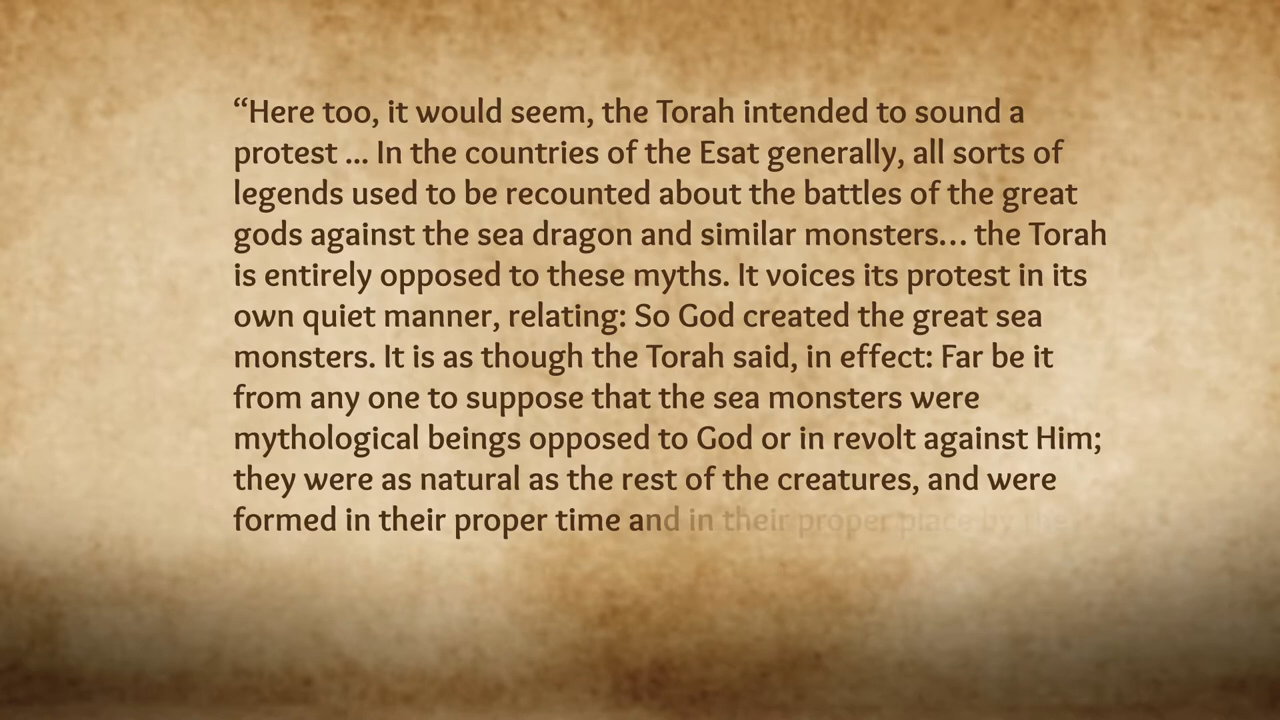 “Here too, it would seem, the Torah intended to sound a
protest ... In the countries of the Esat generally, all sorts of
legends used to be recounted about the battles of the great
gods against the sea dragon and similar monsters… the Torah
is entirely opposed to these myths. It voices its protest in its
own quiet manner, relating: So God created the great sea
monsters. It is as though the Torah said, in effect: Far be it
from any one to suppose that the sea monsters were
mythological beings opposed to God or in revolt against Him;
they were as natural as the rest of the creatures, and were
formed in their proper time and in their proper place by the